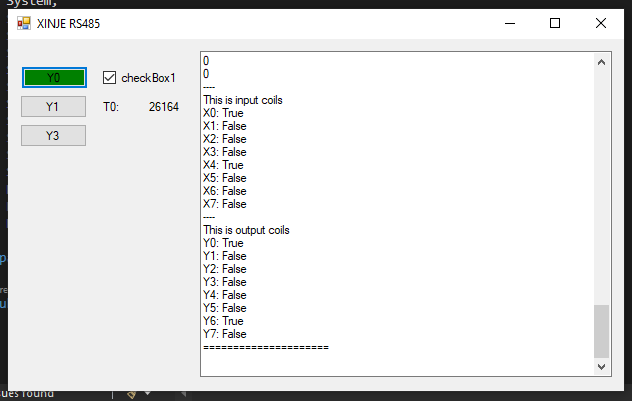 System;
XINJE RS485
Y0
checkBox1
Y1
T0:
26164
Y3
0
0
----
This is input coils
X0: True
X1: False
X2: False
X3: False
X4: True
X5: False
X6: False
X7: False
----
This is output coils
Y0: True
Y1: False
Y2: False
Y3: False
Y4: False
Y5: False
Y6: True
Y7: False
=====================
sues found